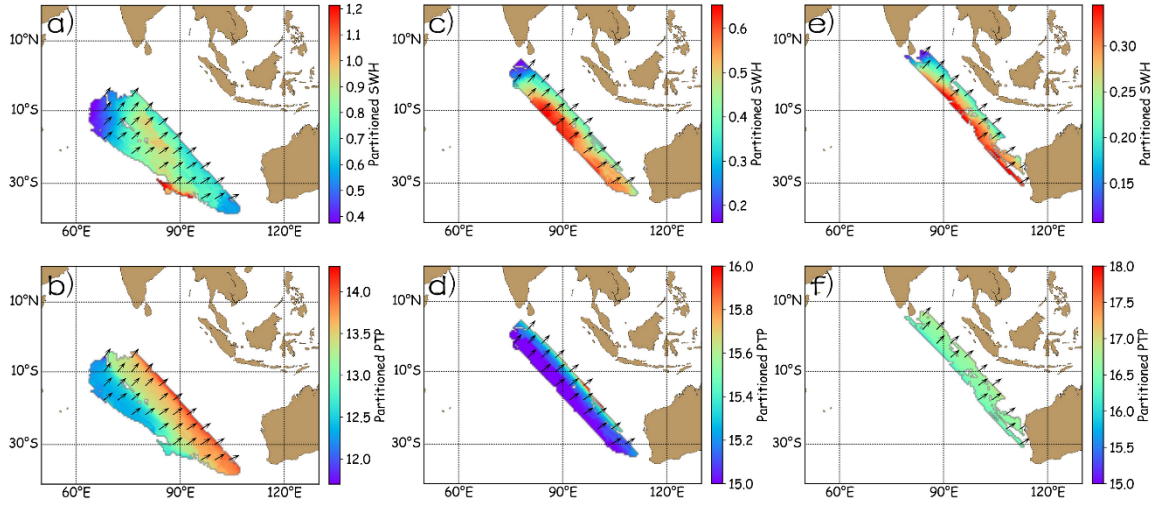 a)
10°N
10°S
30°S
60°E
90°E
120°E
1.2
1.1
1.0
0.9
0.8
0.7
0.6
0.5
0.4
Partitioned SWH
c)
10°N
10°S
30°S
60°E
90°E
120°E
0.6
0.5
0.4
0.3
0.2
Partitioned SWH
e)
10°N
10°S
30°S
60°E
90°E
120°E
0.30
0.25
0.20
0.15
Partitioned SWH
b)
10°N
10°S
30°S
60°E
90°E
120°E
14.0
13.5
13.0
12.5
12.0
Partitioned PTP
d)
10°N
10°S
30°S
60°E
90°E
120°E
16.0
15.8
15.6
15.4
15.2
15.0
Partitioned PTP
f)
10°N
10°S
30°S
60°E
90°E
120°E
18.0
17.5
17.0
16.5
16.0
15.5
15.0
Partitioned PTP